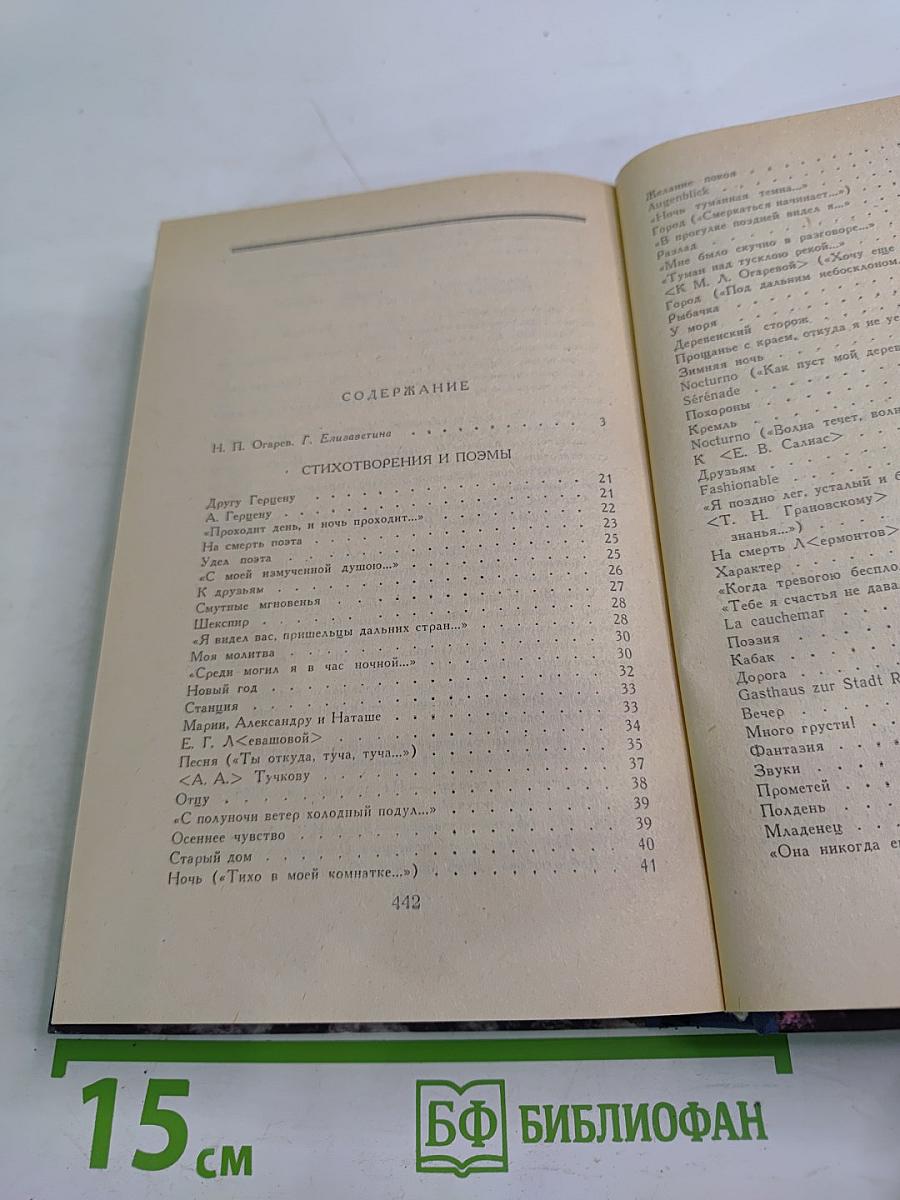 СОДЕРЖАНИЕ
Н. П. Огарев. Г. Елизаветина . . . . . . . . . . 3
СТИХОТВОРЕНИЯ И ПОЭМЫ
Другу Герцену 21
А. Герцену 21
«Проходит день, и ночь проходит...» 22
На смерть поэта 23
Удел поэта 25
«С моей измученной душою...» 25
К друзьям 26
Смутные мгновенья 27
Шекспир 28
«Я видел вас, пришельцы дальних стран...» 28
Моя молитва 30
«Среди могил я в час ночной...» 30
Новый год 32
Станция 33
Марии, Александру и Наташе 33
Е. Г. Л<евашовой> 34
Песня («Ты откуда, туча, туча...») 35
<А. А.> Тучкову 37
Отцу 38
«С полуночи ветер холодный подул...» 39
Осеннее чувство 39
Старый дом 40
Ночь («Тихо в моей комнатке...») 41
442
Желание покоя
Augenblick
«Ночь туманная темна...»
Город («Смеркаться начинает...»)
«В прогулке поздней видел я...»
Разлад
«Мне было скучно в разговоре...»
«Туман над тусклою рекой...»
<К М. Л. Огаревой> («Хочу еще
Город («Под дальним небосклоном
Рыбачка
У моря
Деревенский сторож
Прощанье с краем, откуда я не уе
Зимняя ночь
Nocturno («Как пуст мой дерев
Sérénade
Похороны
Кремль
Nocturno («Волна течет, волн
К <Е. В. Салиас>
Друзьям
Fashionable
«Я поздно лег, усталый и б
<Т. Н. Грановскому>
знанья...»)
На смерть Л<ермонтова>
Характер
«Когда тревогою беспло
«Тебе я счастья не дава
La cauchemar
Поэзия
Кабак
Дорога
Gasthaus zur Stadt R
Вечер
Много грусти!
Фантазия
Звуки
Прометей
Полдень
Младенец
«Она никогда е
15 см
БФ БИБЛИОФАН